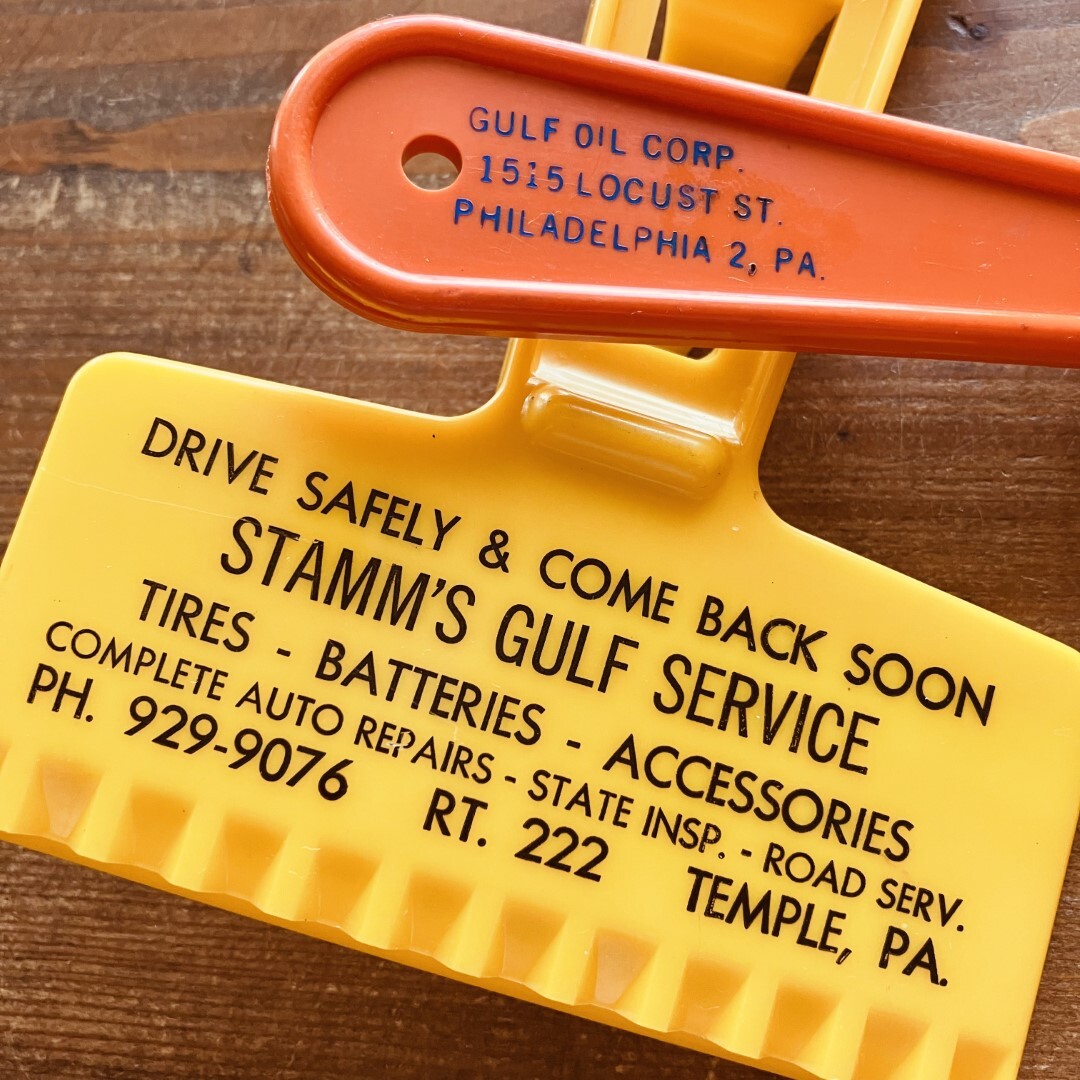 GULF OIL CORP.
1515 LOCUST ST.
PHILADELPHIA 2, PA.
DRIVE SAFELY & COME BACK SOON
STAMM'S GULF SERVICE
TIRES - BATTERIES - ACCESSORIES
COMPLETE AUTO REPAIRS - STATE INSP. - ROAD SERV.
PH. 929-9076 RT. 222 TEMPLE, PA.